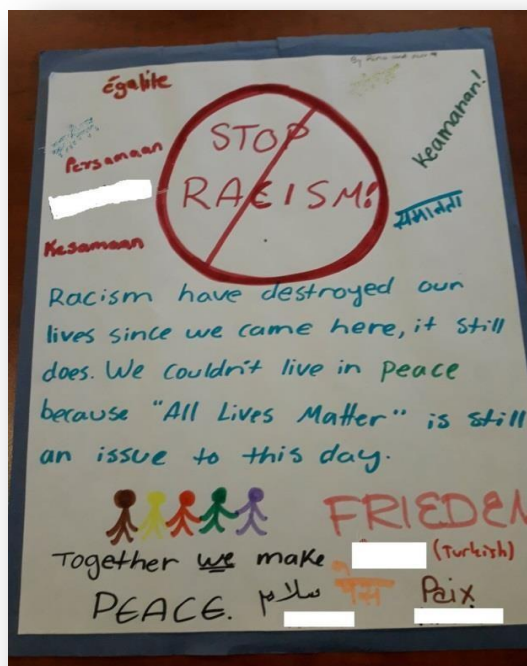 égalite
STOP
RACISM!
Keamanan!
Persamaan
समानता
Kesamaan
Racism have destroyed our
lives since we came here, it still
does. We couldn't live in peace
because "All Lives Matter" is still
an issue to this day.
FRIEDEN
Together we make
(Turkish)
PEACE.
سلام
Paix